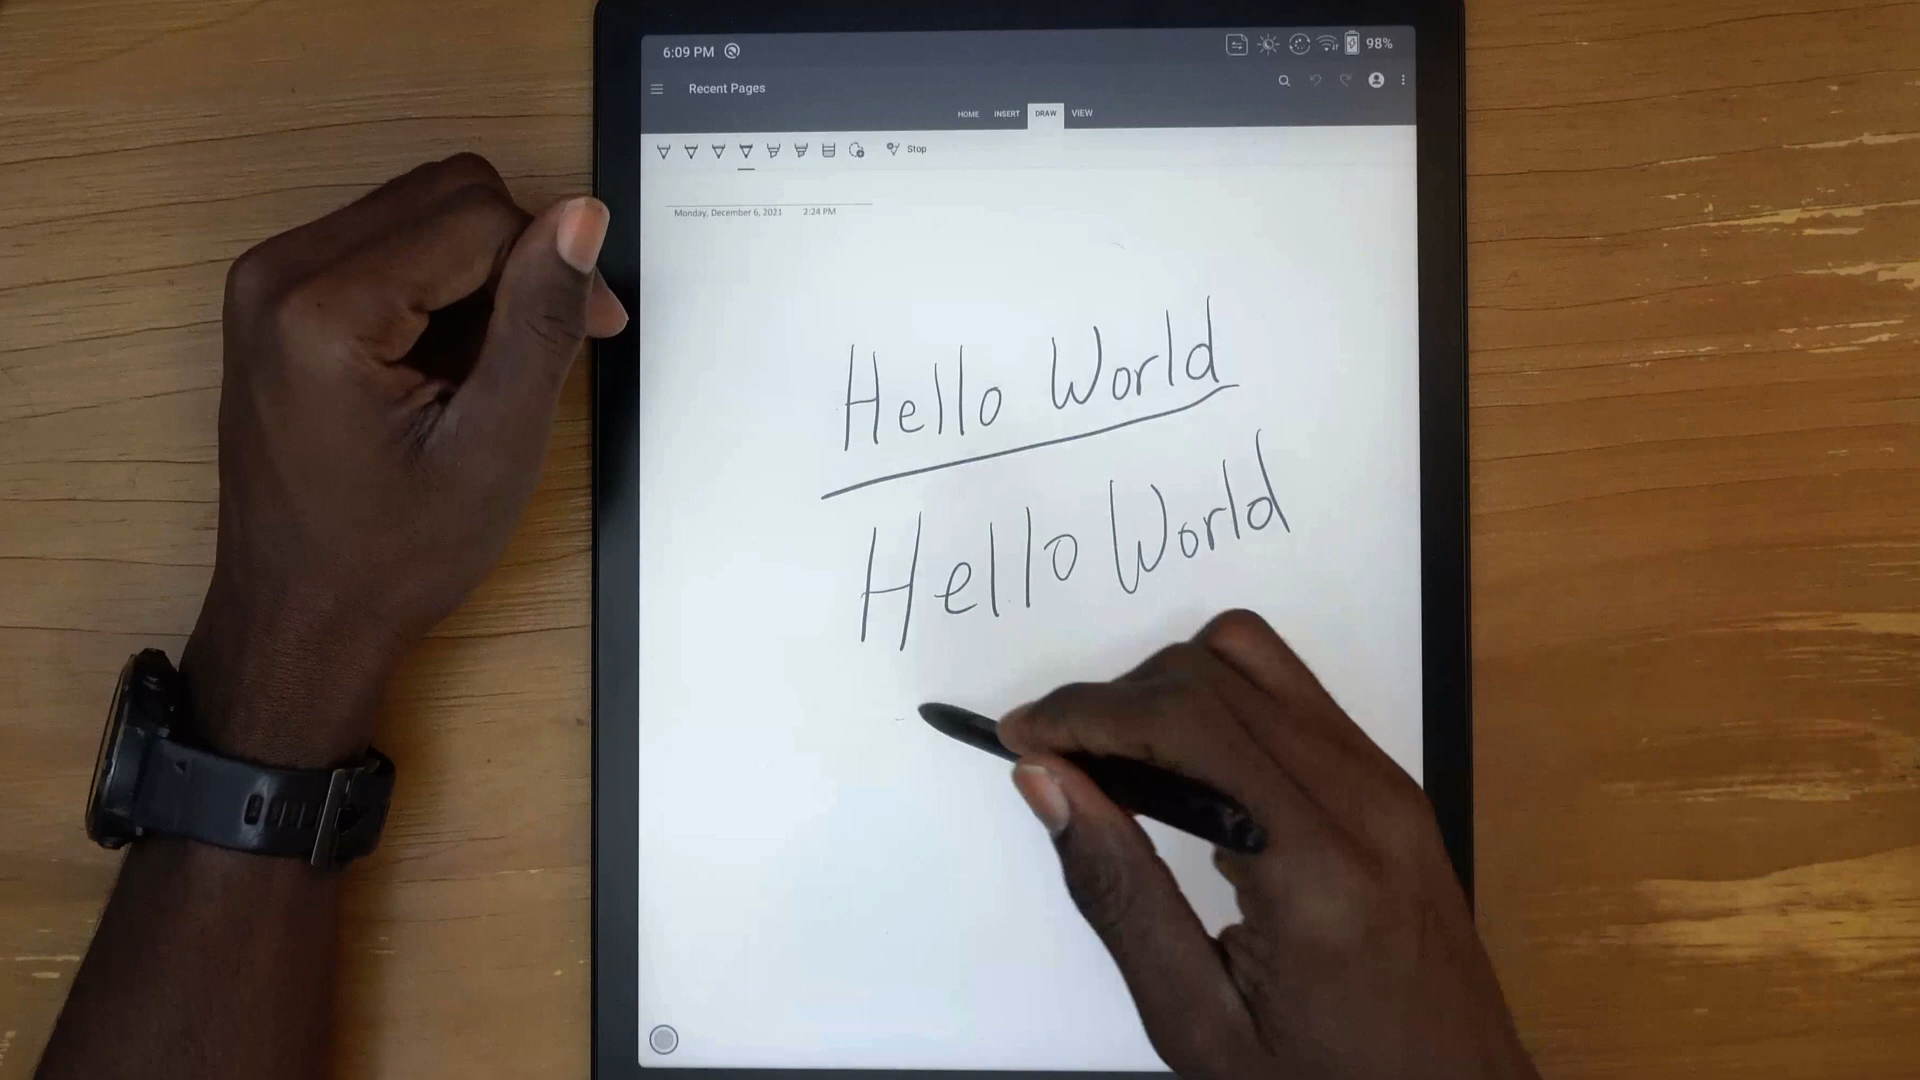 6:09 PM 98%
Recent Pages
HOME INSERT DRAW VIEW
Stop
Monday, December 6, 2021 2:24 PM
Hello World
Hello World